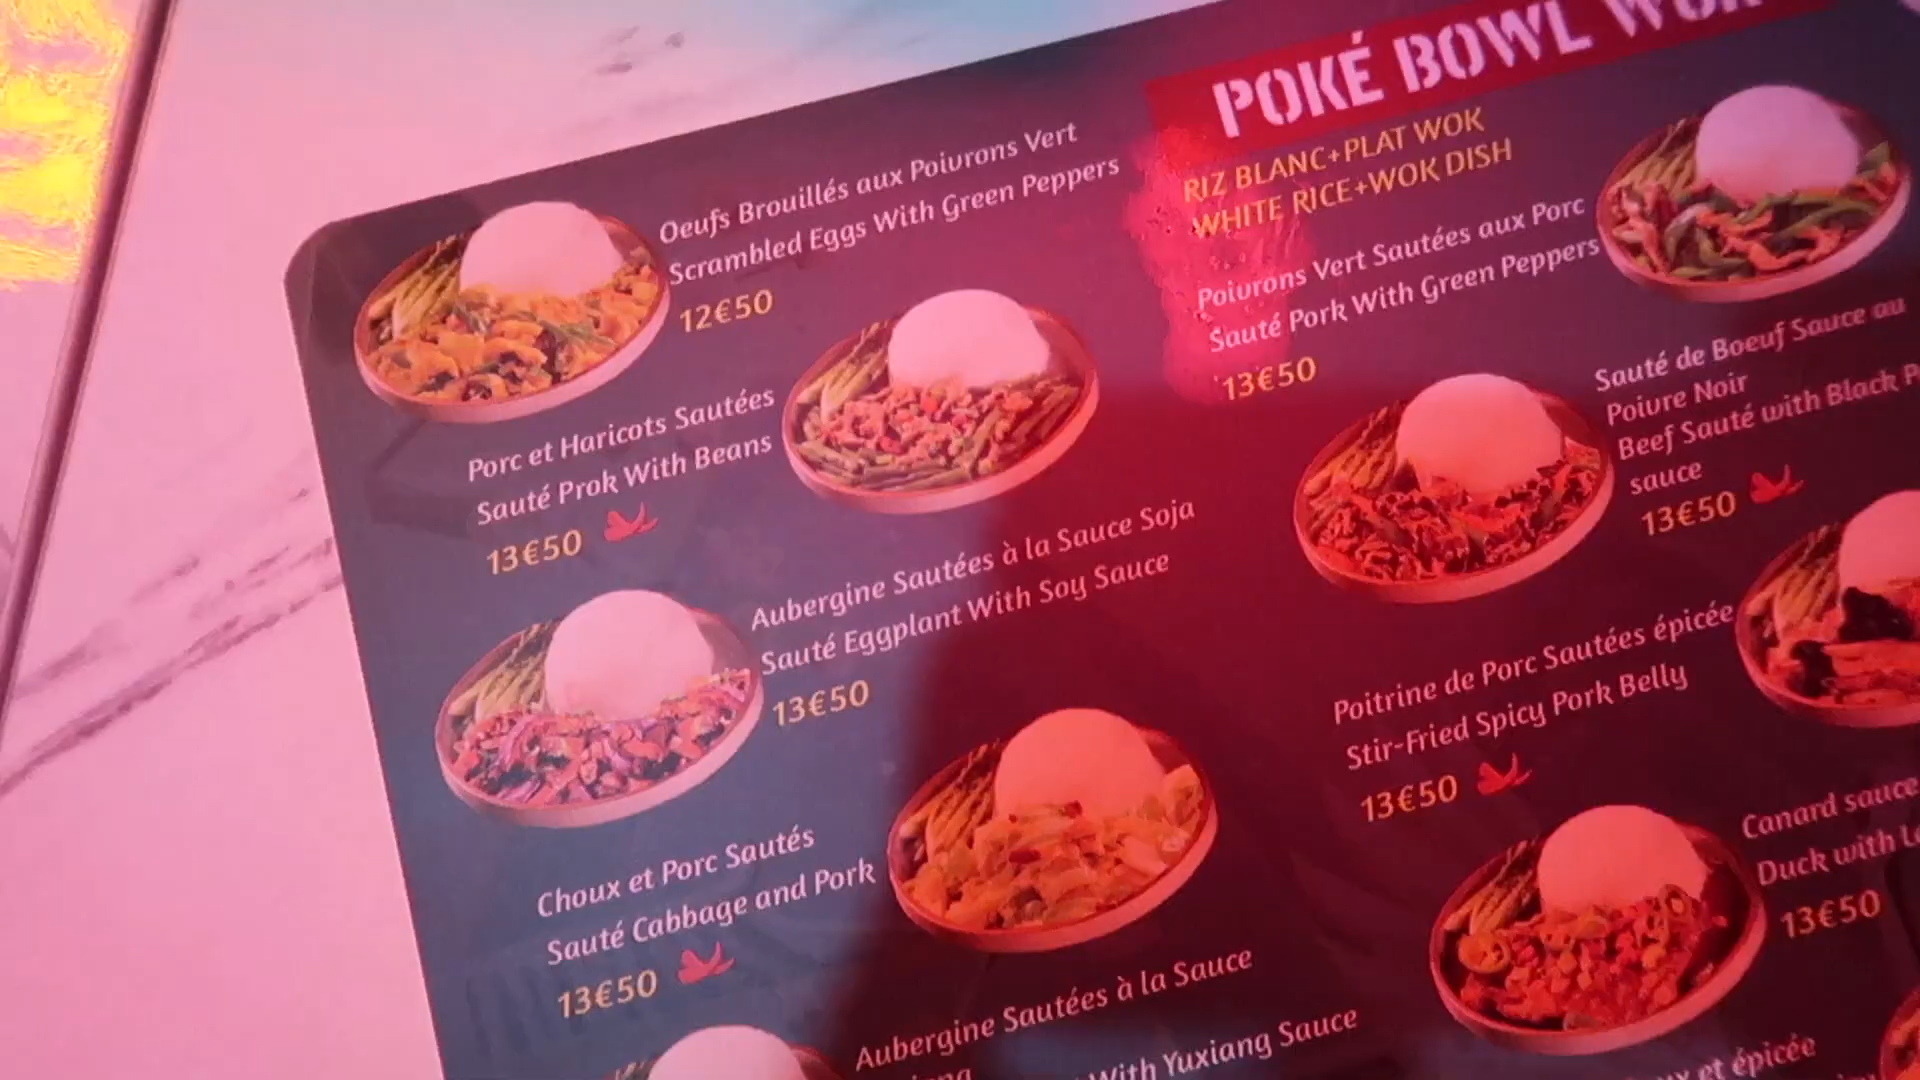 POKÉ BOWL
RIZ BLANC+PLAT WOK
WHITE RICE+WOK DISH
Oeufs Brouillés aux Poivrons Vert
Scrambled Eggs With Green Peppers
12€50
Poivrons Vert Sautées aux Porc
Sauté Pork With Green Peppers
13€50
Porc et Haricots Sautées
Sauté Prok With Beans
13€50
Sauté de Boeuf Sauce au
Poivre Noir
Beef Sauté with Black
sauce
13€50
Aubergine Sautées à la Sauce Soja
Sauté Eggplant With Soy Sauce
13€50
Poitrine de Porc Sautées épicée
Stir-Fried Spicy Pork Belly
13€50
Choux et Porc Sautés
Sauté Cabbage and Pork
13€50
Canard sauce
Duck with
13€50
Aubergine Sautées à la Sauce
With Yuxiang Sauce
et épicée